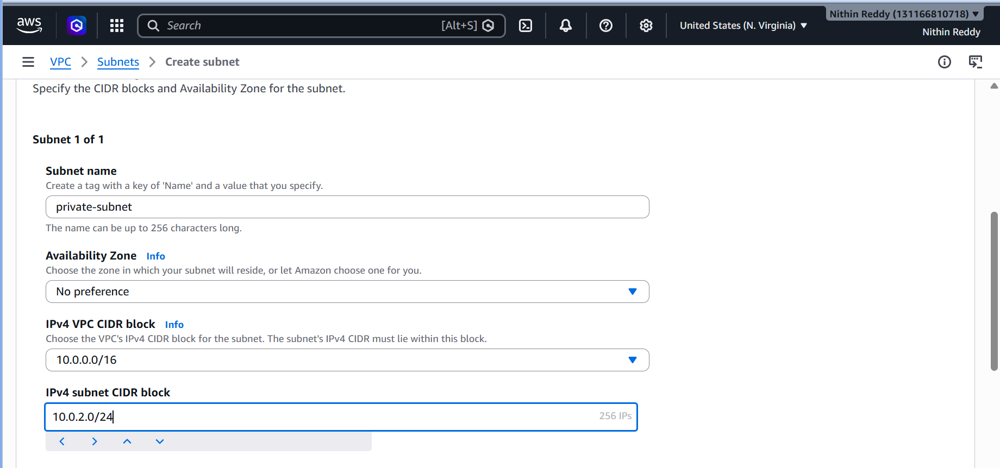 aws
Search [Alt+S]
United States (N. Virginia)
Nithin Reddy (131166810718)
Nithin Reddy
VPC
Subnets
Create subnet
Specify the CIDR blocks and Availability Zone for the subnet.
Subnet 1 of 1
Subnet name
Create a tag with a key of 'Name' and a value that you specify.
private-subnet
The name can be up to 256 characters long.
Availability Zone Info
Choose the zone in which your subnet will reside, or let Amazon choose one for you.
No preference
IPv4 VPC CIDR block Info
Choose the VPC's IPv4 CIDR block for the subnet. The subnet's IPv4 CIDR must lie within this block.
10.0.0.0/16
IPv4 subnet CIDR block
10.0.2.0/24 256 IPs